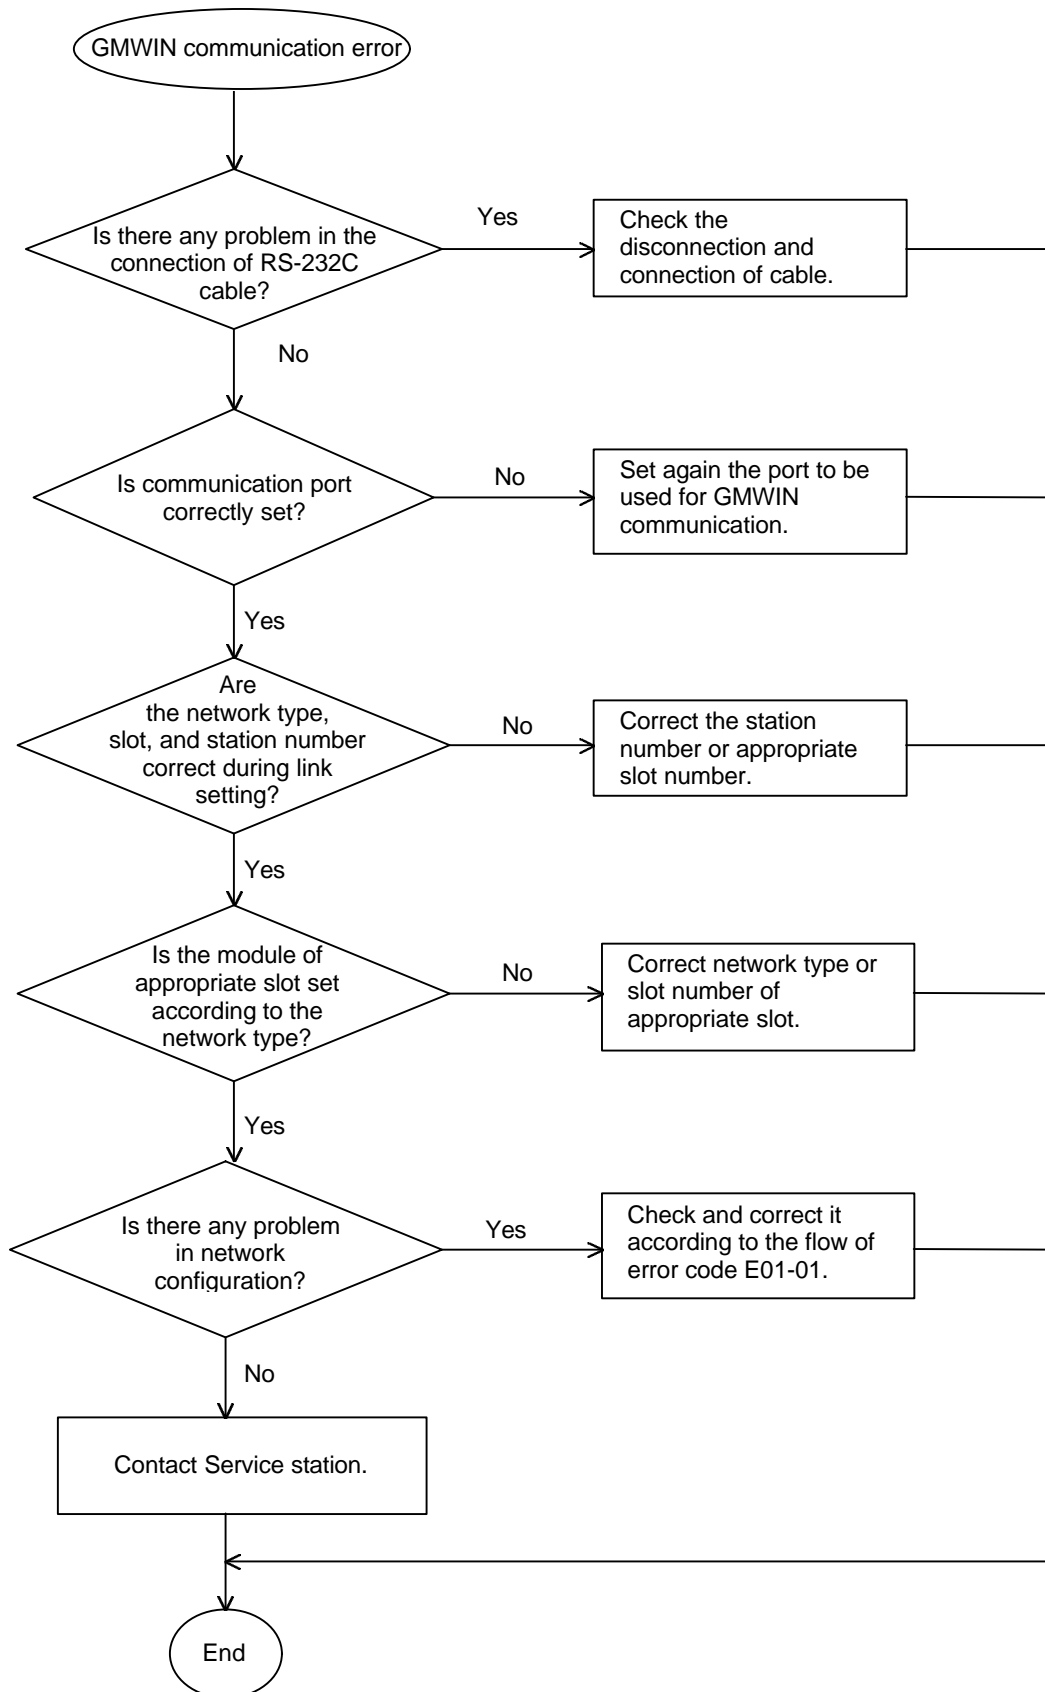 GMWIN communication error
Is there any problem in the
connection of RS-232C
cable?
Yes
Check the
disconnection and
connection of cable.
No
Is communication port
correctly set?
No
Set again the port to be
used for GMWIN
communication.
Yes
Are
the network type,
slot, and station number
correct during link
setting?
No
Correct the station
number or appropriate
slot number.
Yes
Is the module of
appropriate slot set
according to the
network type?
No
Correct network type or
slot number of
appropriate slot.
Yes
Is there any problem
in network
configuration?
Yes
Check and correct it
according to the flow of
error code E01-01.
No
Contact Service station.
End